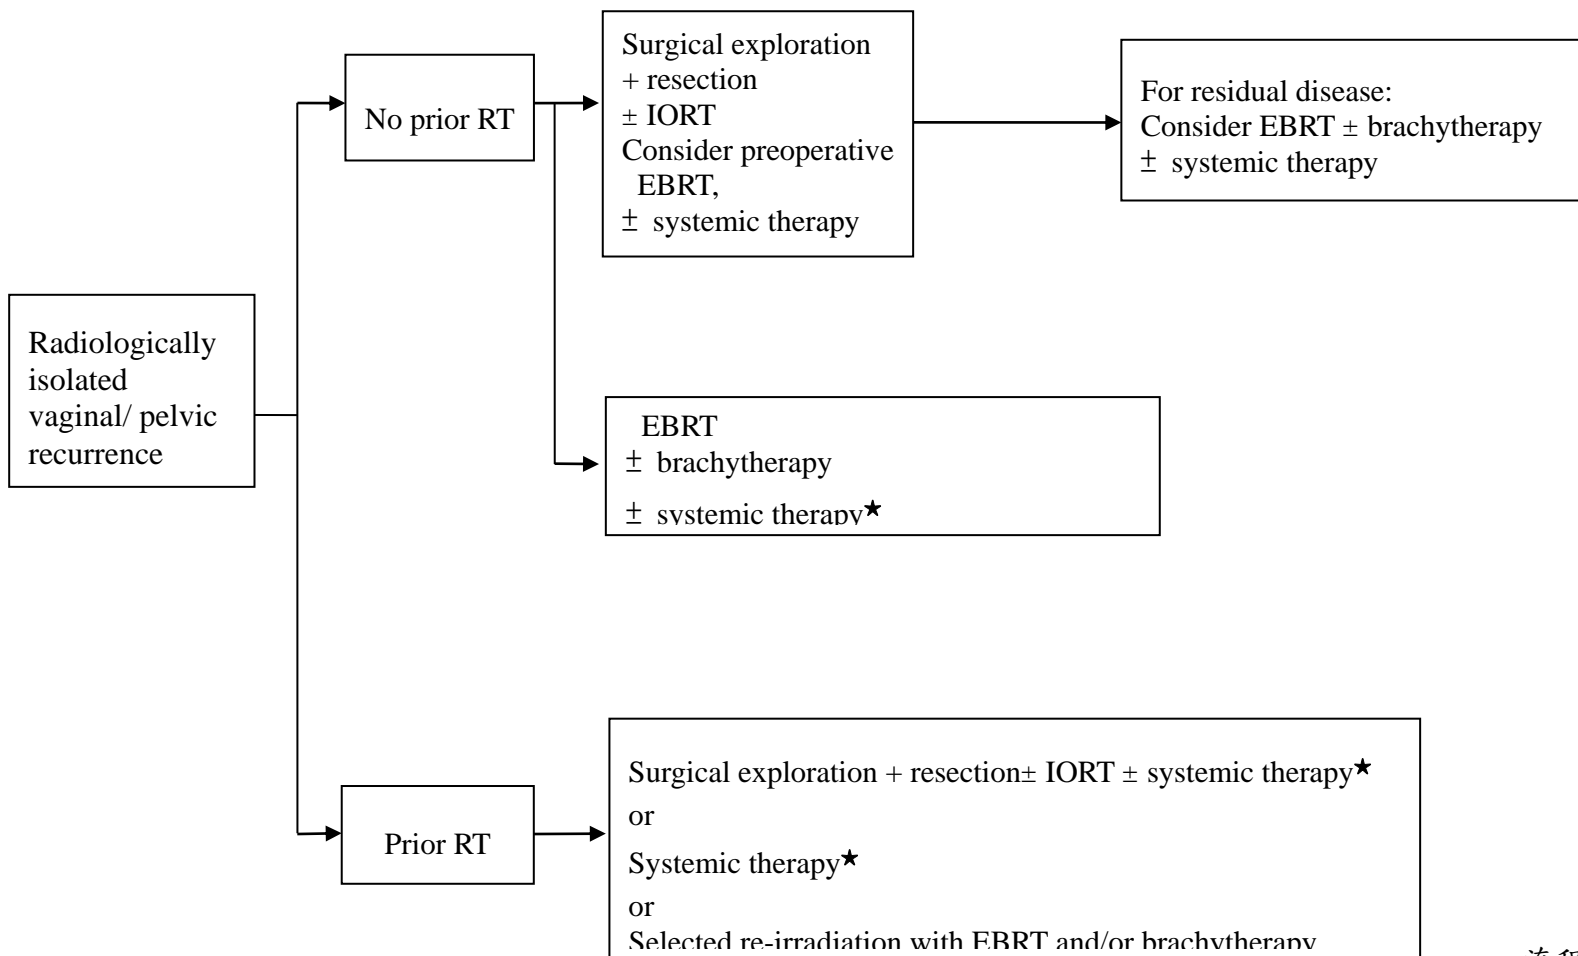 Radiologically
isolated
vaginal/ pelvic
recurrence
No prior RT
Surgical exploration
+ resection
± IORT
Consider preoperative
EBRT,
± systemic therapy
For residual disease:
Consider EBRT ± brachytherapy
± systemic therapy
EBRT
± brachytherapy
± systemic therapy★
Prior RT
Surgical exploration + resection± IORT ± systemic therapy★
or
Systemic therapy★
or
Selected re-irradiation with EBRT and/or brachytherapy